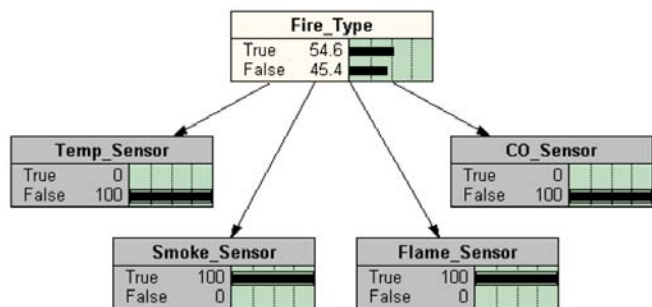 Fire_Type
True 54.6
False 45.4
Temp_Sensor
True 0
False 100
CO_Sensor
True 0
False 100
Smoke_Sensor
True 100
False 0
Flame_Sensor
True 100
False 0